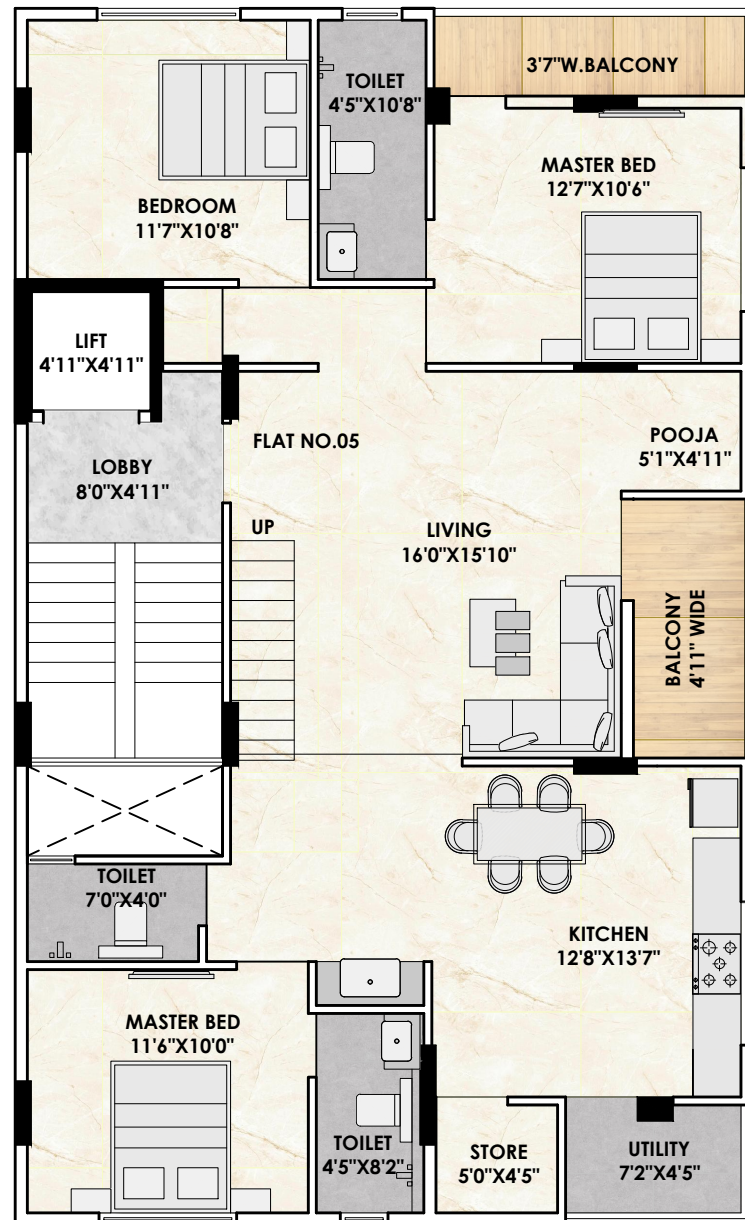 3'7"W.BALCONY
TOILET
4'5"X10'8"
MASTER BED
12'7"X10'6"
BEDROOM
11'7"X10'8"
LIFT
4'11"X4'11"
FLAT NO.05
POOJA
5'1"X4'11"
LOBBY
8'0"X4'11"
UP
LIVING
16'0"X15'10"
BALCONY
4'11" WIDE
TOILET
7'0"X4'0"
KITCHEN
12'8"X13'7"
MASTER BED
11'6"X10'0"
TOILET
4'5"X8'2"
STORE
5'0"X4'5"
UTILITY
7'2"X4'5"